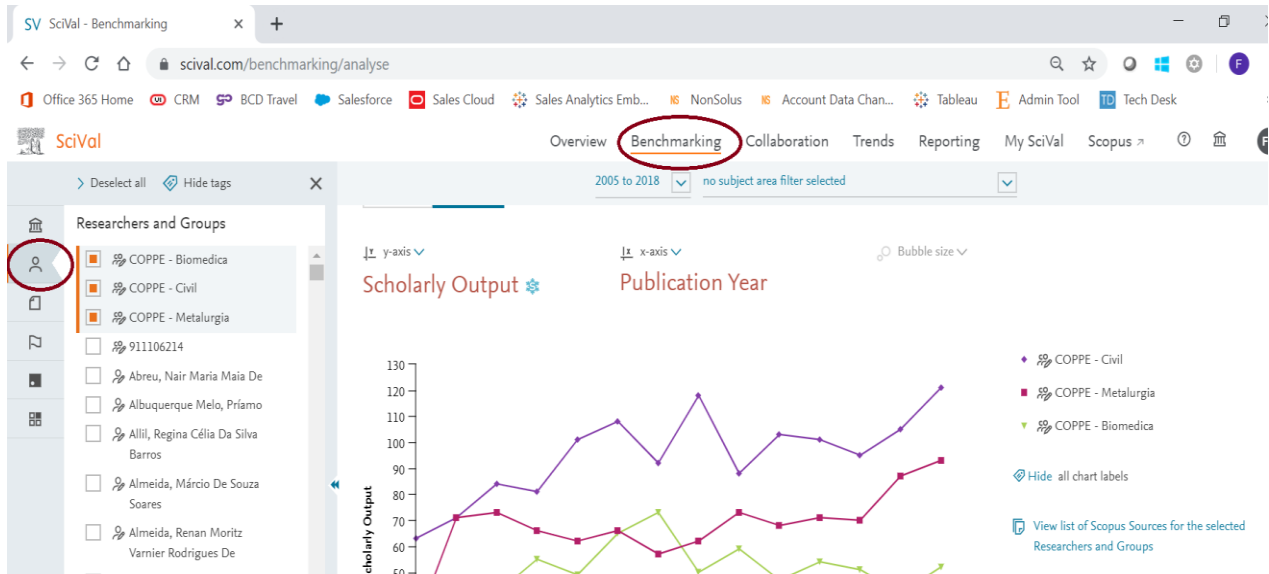 SV SciVal - Benchmarking
scival.com/benchmarking/analyse
F
Office 365 Home CRM BCD Travel Salesforce Sales Cloud Sales Analytics Emb... NonSolus Account Data Chan... Tableau Admin Tool TD Tech Desk
SciVal Overview Benchmarking Collaboration Trends Reporting My SciVal Scopus
Deselect all Hide tags
2005 to 2018 no subject area filter selected
Researchers and Groups
COPPE - Biomedica
COPPE - Civil
COPPE - Metalurgia
911106214
Abreu, Nair Maria Maia De
Albuquerque Melo, Príamo
Allil, Regina Célia Da Silva
Barros
Almeida, Márcio De Souza
Soares
Almeida, Renan Moritz
Varnier Rodrigues De
y-axis x-axis Bubble size
Scholarly Output Publication Year
130
120
110
100
90
80
70
60
50
COPPE - Civil
COPPE - Metalurgia
COPPE - Biomedica
Hide all chart labels
View list of Scopus Sources for the selected
Researchers and Groups